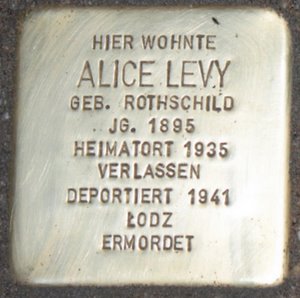 HIER WOHNTE
ALICE LEVY
GEB. ROTHSCHILD
JG. 1895
HEIMATORT 1935
VERLASSEN
DEPORTIERT 1941
ŁODZ
ERMORDET